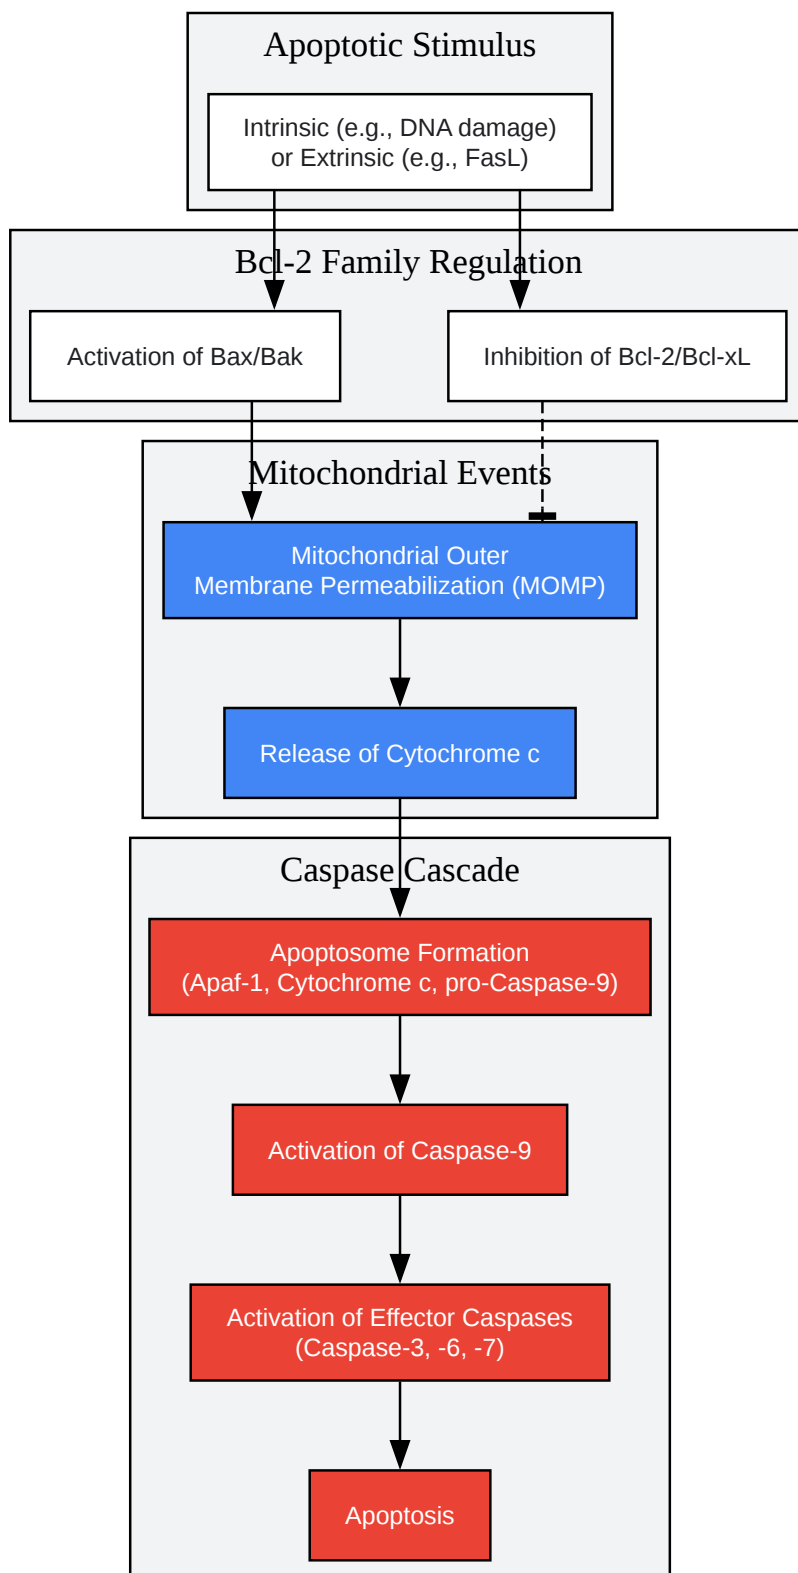 Apoptotic Stimulus
Intrinsic (e.g., DNA damage)
or Extrinsic (e.g., FasL)
Bcl-2 Family Regulation
Activation of Bax/Bak
Inhibition of Bcl-2/Bcl-xL
Mitochondrial Events
Mitochondrial Outer
Membrane Permeabilization (MOMP)
Release of Cytochrome c
Caspase Cascade
Apoptosome Formation
(Apaf-1, Cytochrome c, pro-Caspase-9)
Activation of Caspase-9
Activation of Effector Caspases
(Caspase-3, -6, -7)
Apoptosis